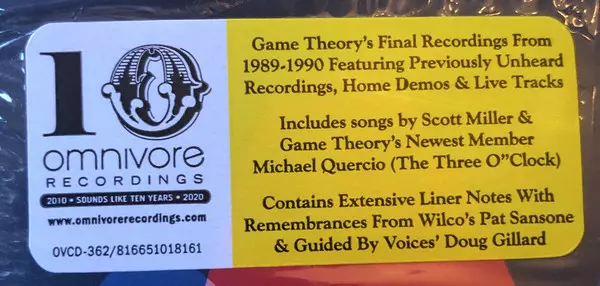 10
omnivore
RECORDINGS
2010 • SOUNDS LIKE TEN YEARS • 2020
www.omnivorerecordings.com
OVCD-362/816651018161
Game Theory's Final Recordings From
1989-1990 Featuring Previously Unheard
Recordings, Home Demos & Live Tracks
Includes songs by Scott Miller &
Game Theory's Newest Member
Michael Quercio (The Three O"Clock)
Contains Extensive Liner Notes With
Remembrances From Wilco's Pat Sansone
& Guided By Voices' Doug Gillard